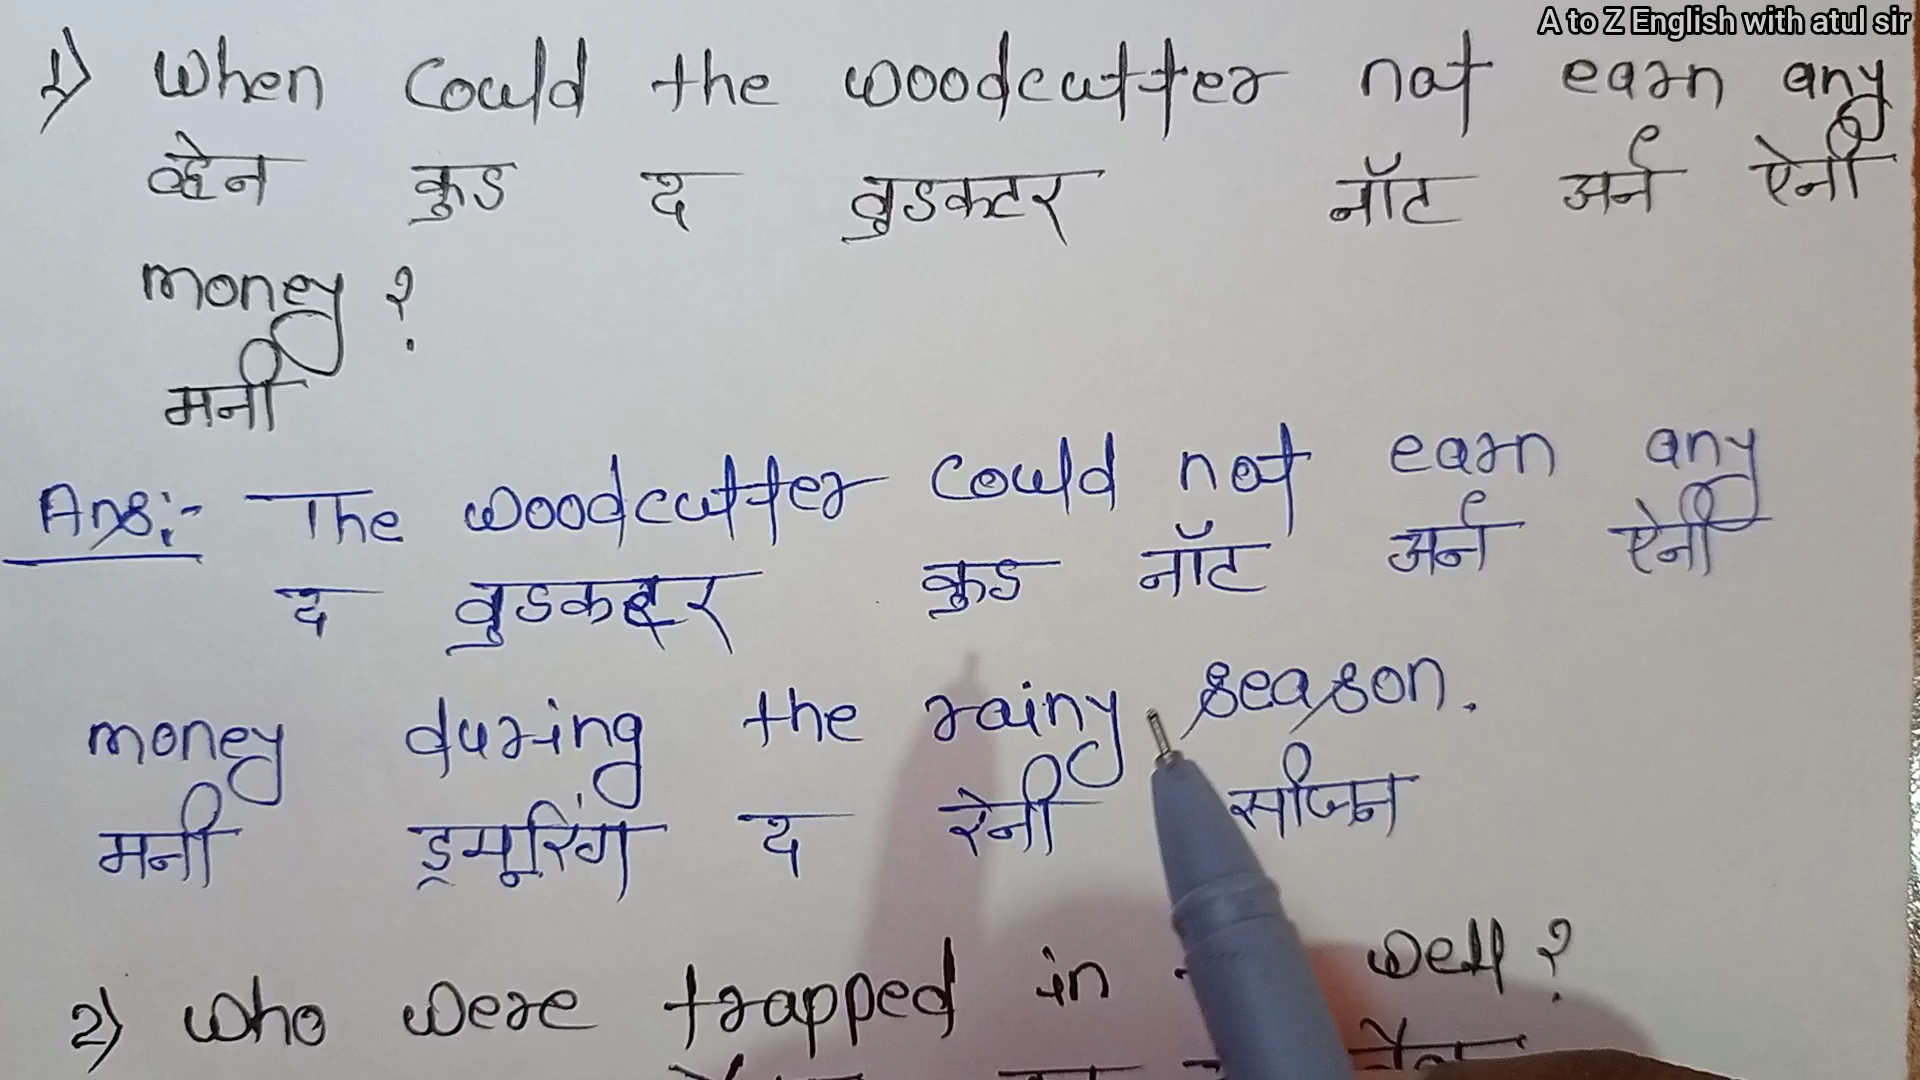 A to Z English with atul sir
1) When could the woodcutter not earn any
व्हेन कुड द वुडकटर नॉट अर्न ऐनी
money ?
मनी
Ans:- The woodcutter could not earn any
द वुडकटर कुड नॉट अर्न ऐनी
money during the rainy season.
मनी ड्यूरिंग द रेनी सीजन
2) who were trapped in well ?